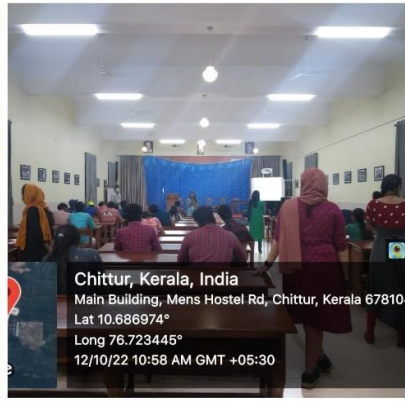 Chittur, Kerala, India
Main Building, Mens Hostel Rd, Chittur, Kerala 67810
Lat 10.686974°
Long 76.723445°
12/10/22 10:58 AM GMT +05:30